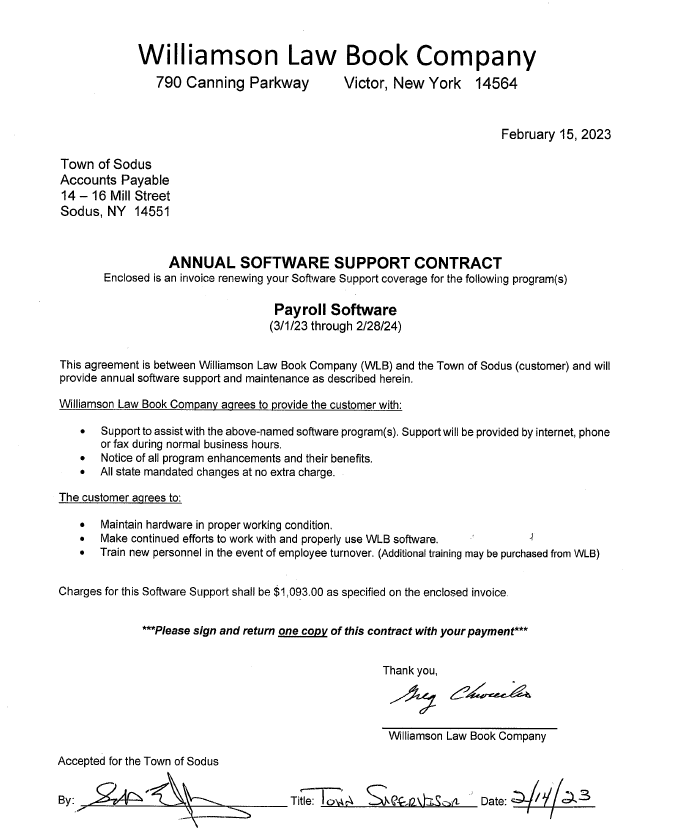 Williamson Law Book Company
790 Canning Parkway Victor, New York 14564
February 15, 2023
Town of Sodus
Accounts Payable
14 – 16 Mill Street
Sodus, NY 14551
ANNUAL SOFTWARE SUPPORT CONTRACT
Enclosed is an invoice renewing your Software Support coverage for the following program(s)
Payroll Software
(3/1/23 through 2/28/24)
This agreement is between Williamson Law Book Company (WLB) and the Town of Sodus (customer) and will
provide annual software support and maintenance as described herein.
Williamson Law Book Company agrees to provide the customer with:
• Support to assist with the above-named software program(s). Support will be provided by internet, phone
or fax during normal business hours.
• Notice of all program enhancements and their benefits.
• All state mandated changes at no extra charge.
The customer agrees to:
• Maintain hardware in proper working condition.
• Make continued efforts to work with and properly use WLB software.
• Train new personnel in the event of employee turnover. (Additional training may be purchased from WLB)
Charges for this Software Support shall be $1,093.00 as specified on the enclosed invoice.
***Please sign and return one copy of this contract with your payment***
Thank you,
Greg
Williamson Law Book Company
Accepted for the Town of Sodus
By: Title: TOWN SUPERVISOR Date: 2/14/23